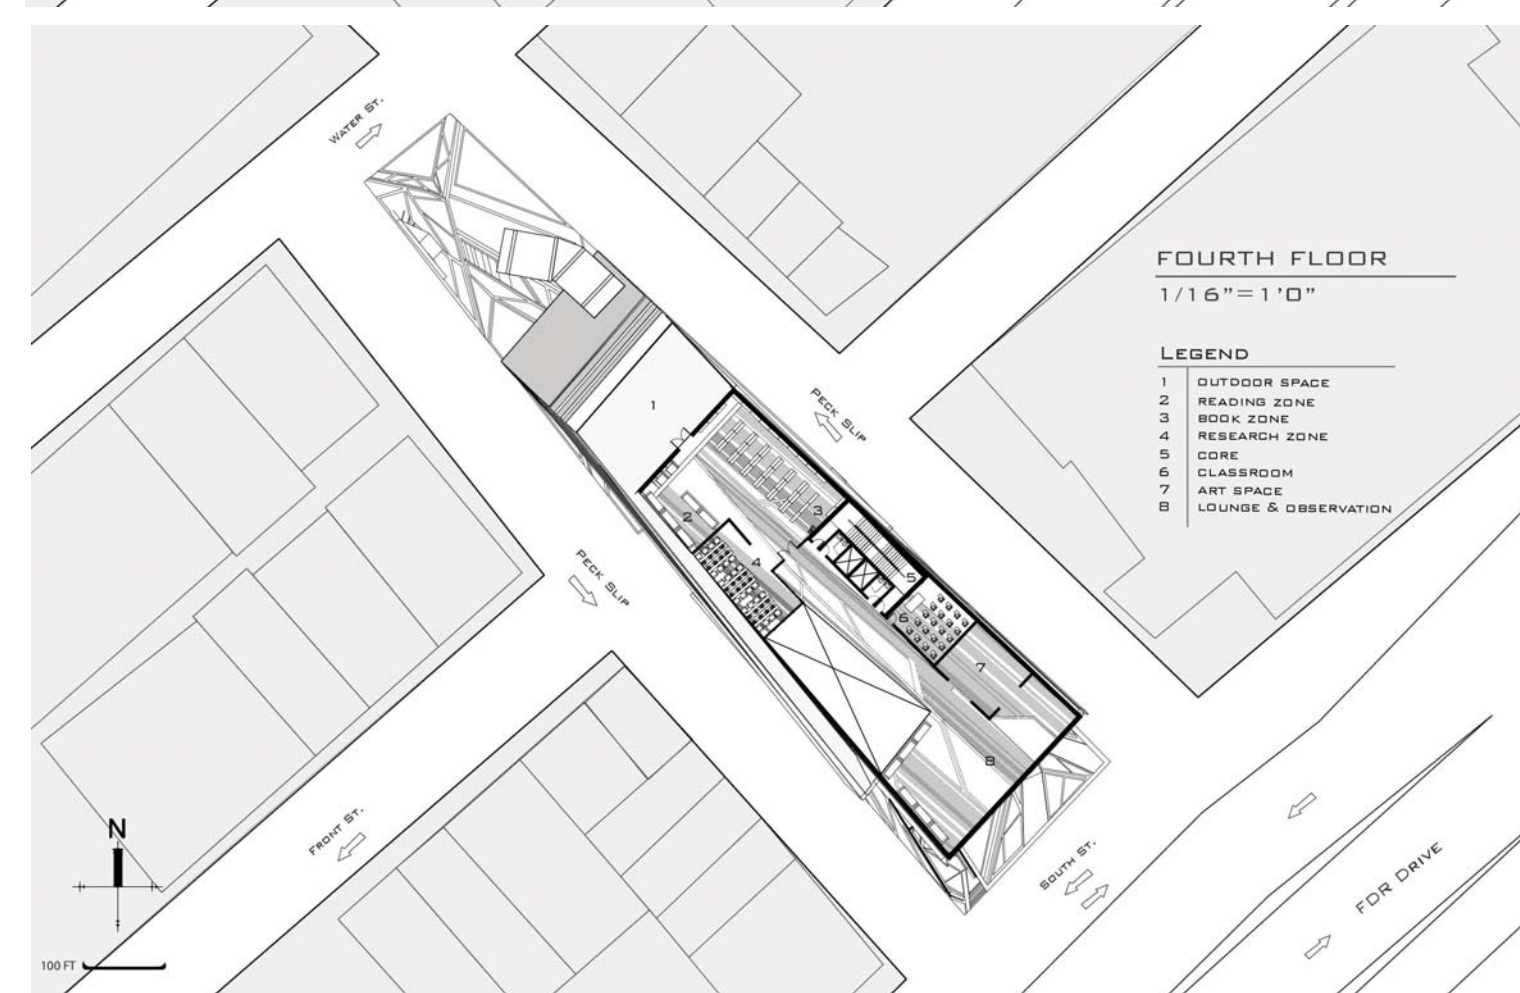 WATER ST.
FOURTH FLOOR
1/16"=1'0"
LEGEND
1 OUTDOOR SPACE
2 READING ZONE
3 BOOK ZONE
4 RESEARCH ZONE
5 CORE
6 CLASSROOM
7 ART SPACE
8 LOUNGE & OBSERVATION
PECK SLIP
1
2
3
4
5
6
7
8
PECK SLIP
FRONT ST.
SOUTH ST.
FDR DRIVE
N
100 FT